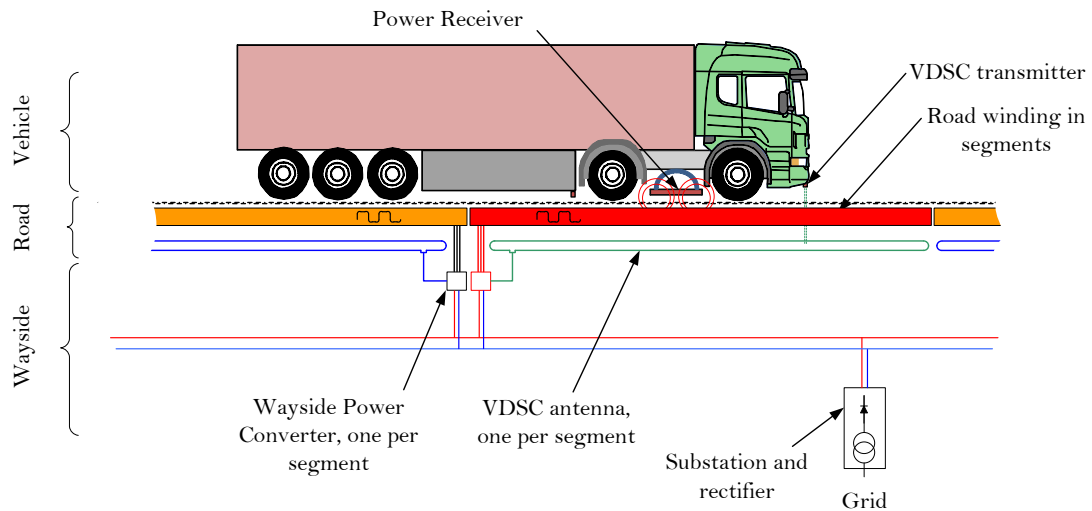 Power Receiver
VDSC transmitter
Road winding in
segments
Vehicle
Road
Wayside
Wayside Power
Converter, one per
segment
VDSC antenna,
one per segment
Substation and
rectifier
Grid